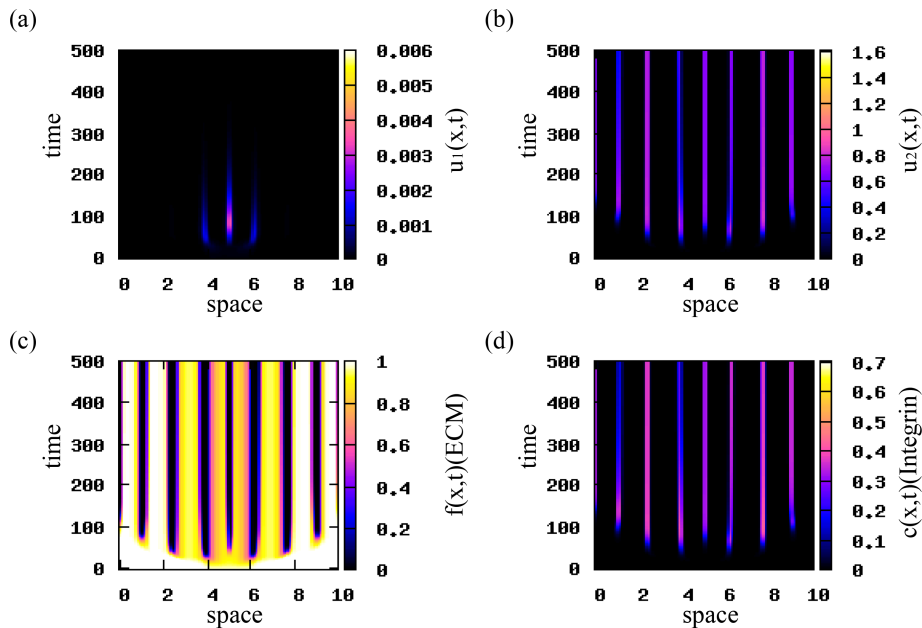 (a)
500
400
300
200
100
0
time
0 2 4 6 8 10
space
0.006
0.005
0.004
0.003
0.002
0.001
0
u1(x,t)
(b)
500
400
300
200
100
0
time
0 2 4 6 8 10
space
1.6
1.4
1.2
1
0.8
0.6
0.4
0.2
0
u2(x,t)
(c)
500
400
300
200
100
0
time
0 2 4 6 8 10
space
1
0.8
0.6
0.4
0.2
0
f(x,t)(ECM)
(d)
500
400
300
200
100
0
time
0 2 4 6 8 10
space
0.7
0.6
0.5
0.4
0.3
0.2
0.1
0
c(x,t)(Integrin)